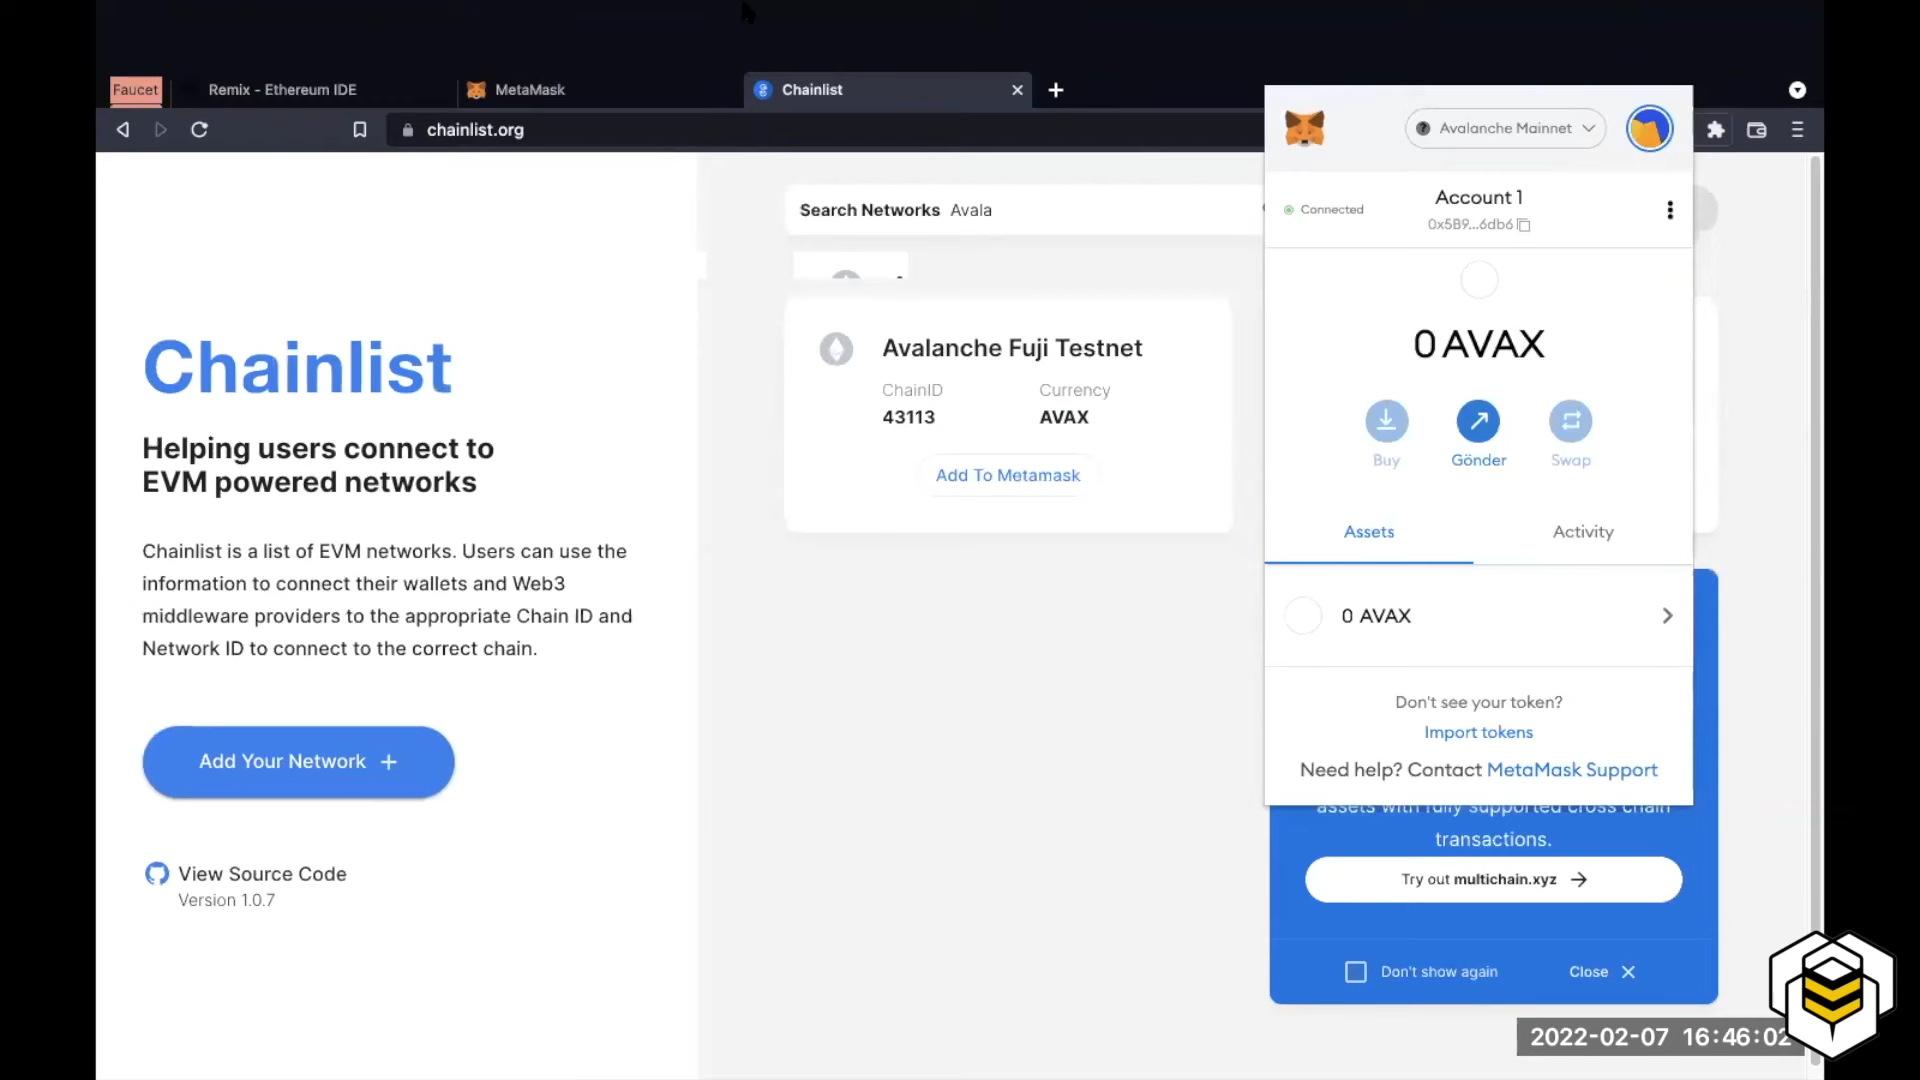 Faucet
Remix - Ethereum IDE
MetaMask
Chainlist
chainlist.org
Chainlist
Helping users connect to
EVM powered networks
Chainlist is a list of EVM networks. Users can use the
information to connect their wallets and Web3
middleware providers to the appropriate Chain ID and
Network ID to connect to the correct chain.
Add Your Network +
View Source Code
Version 1.0.7
Search Networks Avala
Avalanche Fuji Testnet
ChainID Currency
43113 AVAX
Add To Metamask
Avalanche Mainnet
Connected
Account 1
0x5B9...6db6
0 AVAX
Buy Gönder Swap
Assets Activity
0 AVAX
Don't see your token?
Import tokens
Need help? Contact MetaMask Support
assets with fully supported cross chain
transactions.
Try out multichain.xyz →
Don't show again Close
2022-02-07 16:46:02